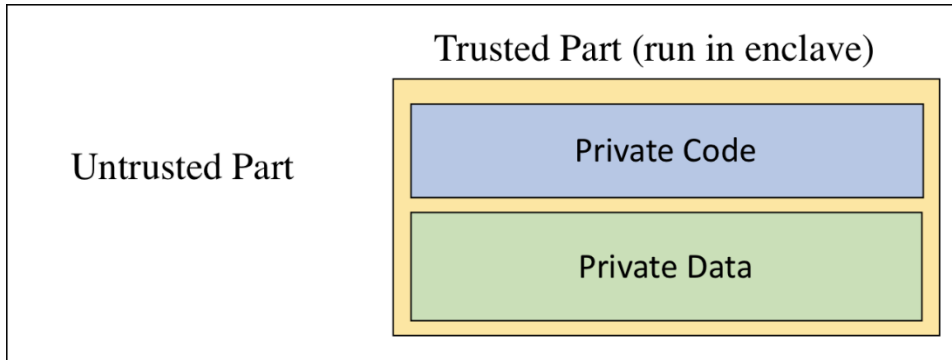 Trusted Part (run in enclave)
Private Code
Untrusted Part
Private Data